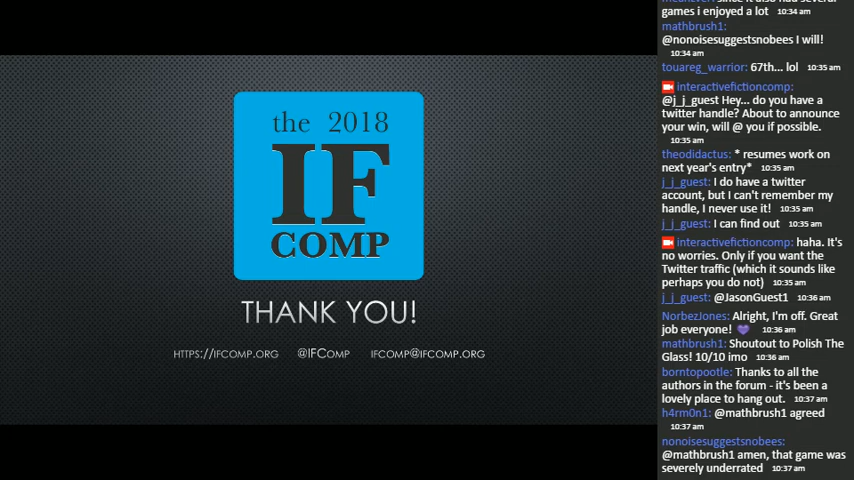 the 2018
IF
COMP
THANK YOU!
HTTPS://IFCOMP.ORG @IFComp IFCOMP@IFCOMP.ORG
games i enjoyed a lot 10:34 am
mathbrush1:
@nonoisesuggestsnobees I will!
10:34 am
touareg_warrior: 67th... lol 10:35 am
interactivefictioncomp:
@j_j_guest Hey... do you have a
twitter handle? About to announce
your win, will @ you if possible.
10:35 am
theodidactus: * resumes work on
next year's entry* 10:35 am
j_j_guest: I do have a twitter
account, but I can't remember my
handle, I never use it! 10:35 am
j_j_guest: I can find out 10:35 am
interactivefictioncomp: haha. It's
no worries. Only if you want the
Twitter traffic (which it sounds like
perhaps you do not) 10:35 am
j_j_guest: @JasonGuest1 10:36 am
NorbezJones: Alright, I'm off. Great
job everyone! 💜 10:36 am
mathbrush1: Shoutout to Polish The
Glass! 10/10 imo 10:36 am
borntopootle: Thanks to all the
authors in the forum - it's been a
lovely place to hang out. 10:37 am
h4rm0n1: @mathbrush1 agreed
10:37 am
nonoisesuggestsnobees:
@mathbrush1 amen, that game was
severely underrated 10:37 am